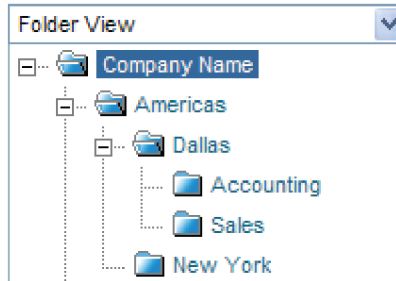 Folder View
Company Name
Americas
Dallas
Accounting
Sales
New York